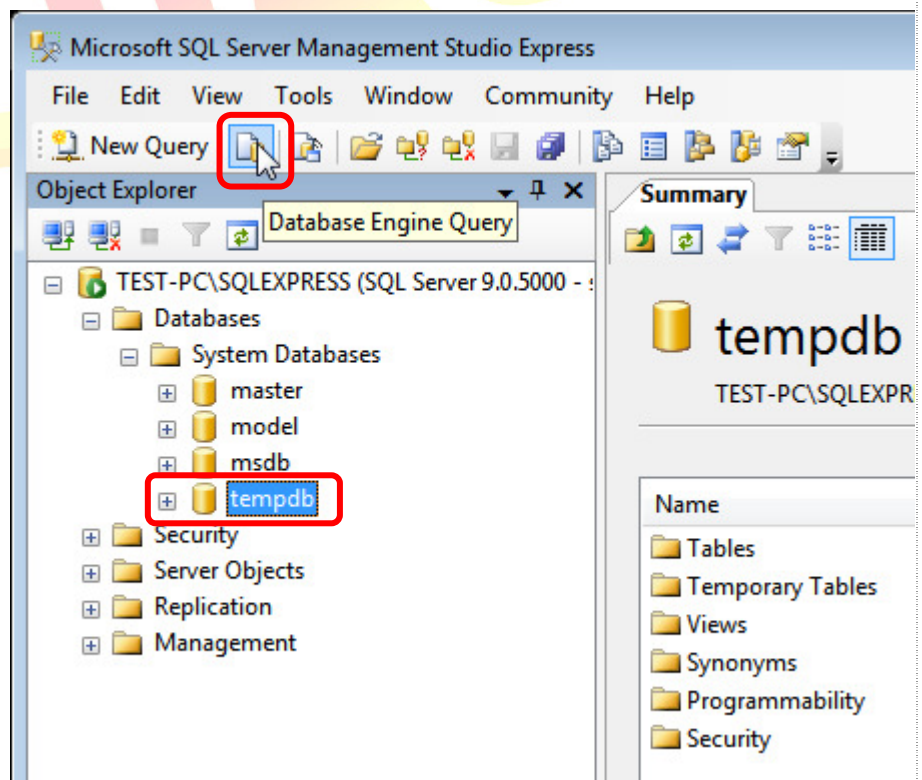 Microsoft SQL Server Management Studio Express
File Edit View Tools Window Community Help
New Query
Object Explorer
Database Engine Query
TEST-PC\SQLEXPRESS (SQL Server 9.0.5000 -
Databases
System Databases
master
model
msdb
tempdb
Security
Server Objects
Replication
Management
Summary
tempdb
TEST-PC\SQLEXPR
Name
Tables
Temporary Tables
Views
Synonyms
Programmability
Security